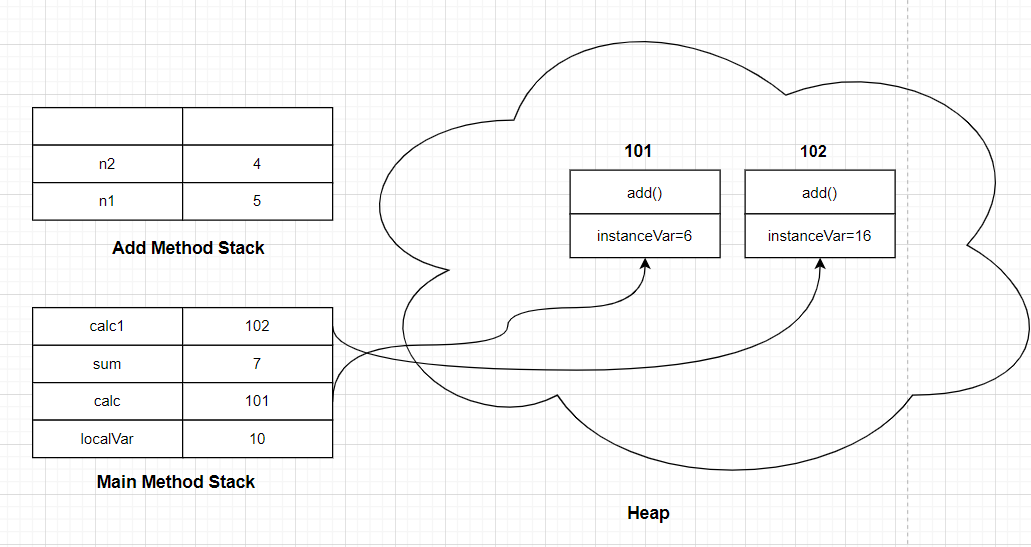 n2 4
n1 5
Add Method Stack
calc1 102
sum 7
calc 101
localVar 10
Main Method Stack
101 102
add() add()
instanceVar=6 instanceVar=16
Heap